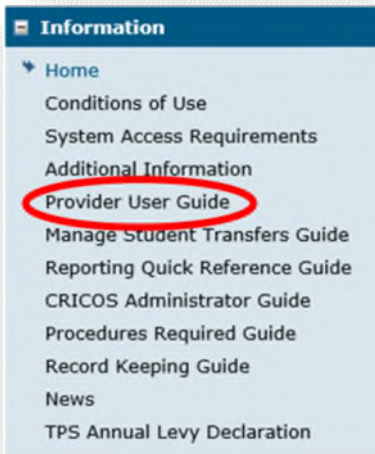 Information
Home
Conditions of Use
System Access Requirements
Additional Information
Provider User Guide
Manage Student Transfers Guide
Reporting Quick Reference Guide
CRICOS Administrator Guide
Procedures Required Guide
Record Keeping Guide
News
TPS Annual Levy Declaration